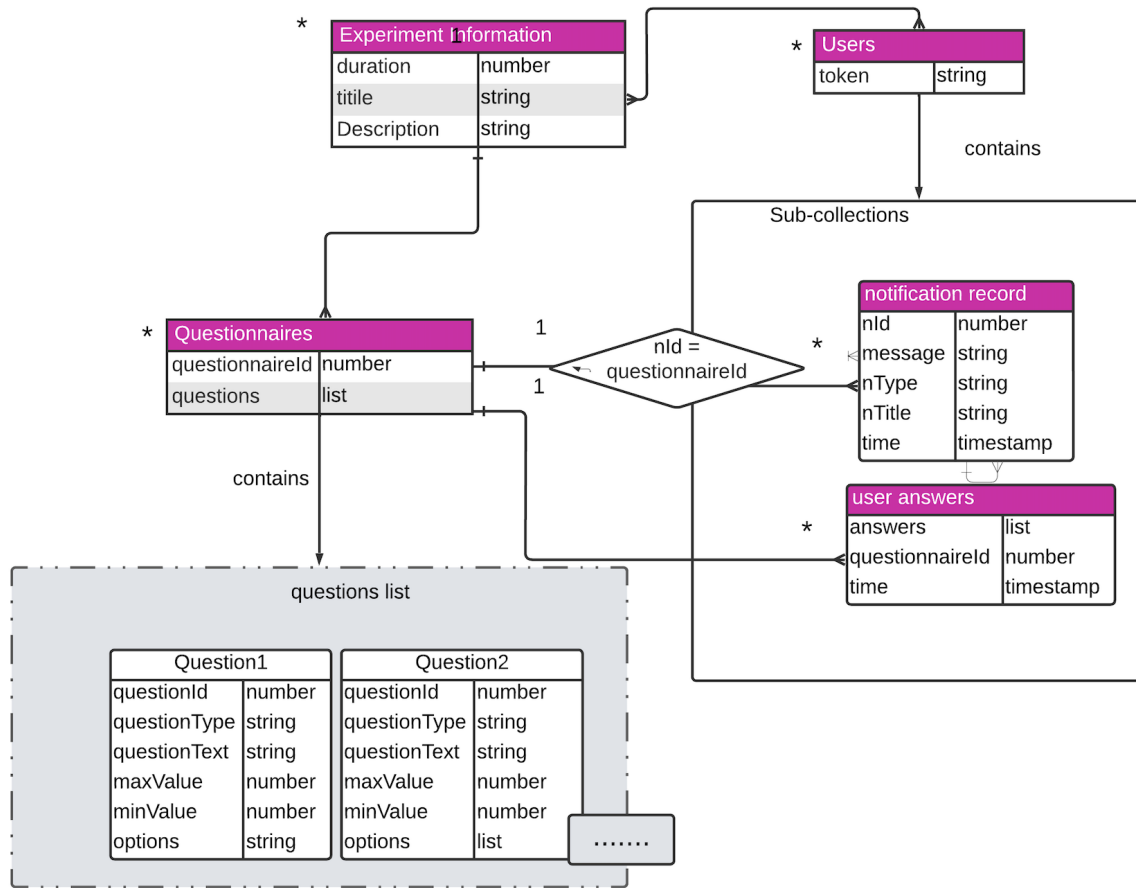 *
Experiment Information
1
duration number
titile string
Description string
*
Users
token string
contains
Sub-collections
*
Questionnaires
questionnaireId number
questions list
1
1
nId =
questionnaireId
*
notification record
nId number
message string
nType string
nTitle string
time timestamp
*
user answers
answers list
questionnaireId number
time timestamp
contains
questions list
Question1
questionId number
questionType string
questionText string
maxValue number
minValue number
options string
Question2
questionId number
questionType string
questionText string
maxValue number
minValue number
options list
.......